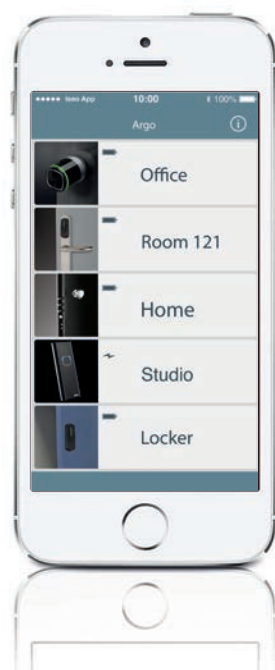 Iseo App 10:00 100%
Argo
Office
Room 121
Home
Studio
Locker